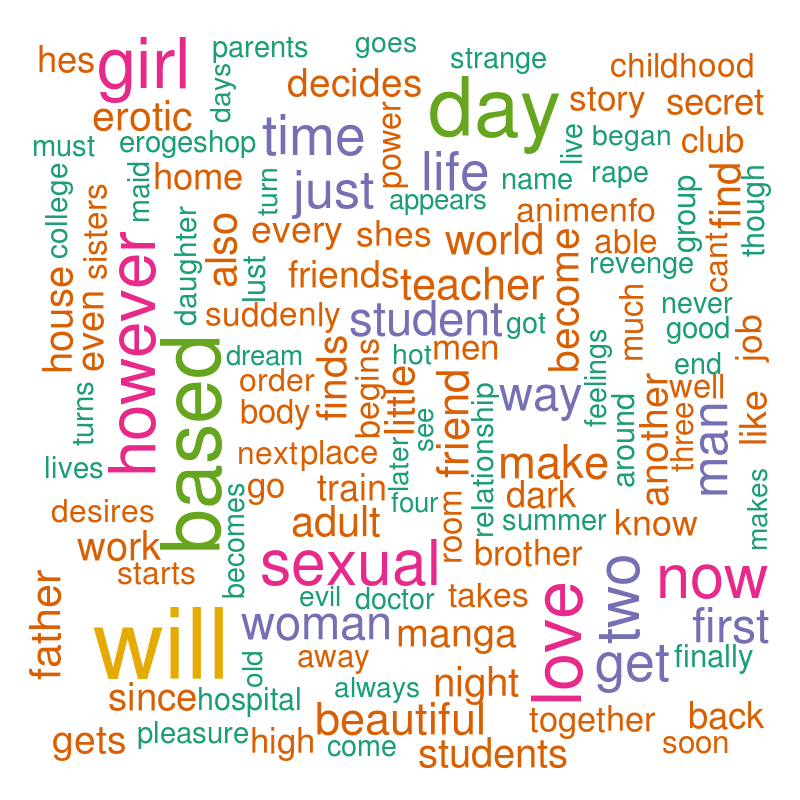 hes
girl
parents
goes
strange
childhood
days
decides
day
story
secret
erotic
must
erogeshop
time
power
live
began
club
college
maid
home
turn
just
life
name
rape
find
though
appears
sisters
daughter
also
every
shes
world
animenfo
able
group
cant
however
lust
friends
teacher
become
revenge
house
even
suddenly
student
got
much
never
good
job
based
dream
finds
begins
hot
men
feelings
end
turns
order
body
little
see
friend
relationship
way
around
another
three
well
man
like
lives
next
place
later
make
desires
becomes
go
train
four
room
dark
summer
know
makes
work
adult
starts
sexual
brother
father
evil
doctor
takes
love
two
now
will
woman
manga
get
first
finally
old
away
since
hospital
always
night
beautiful
together
back
gets
pleasure
high
come
students
soon